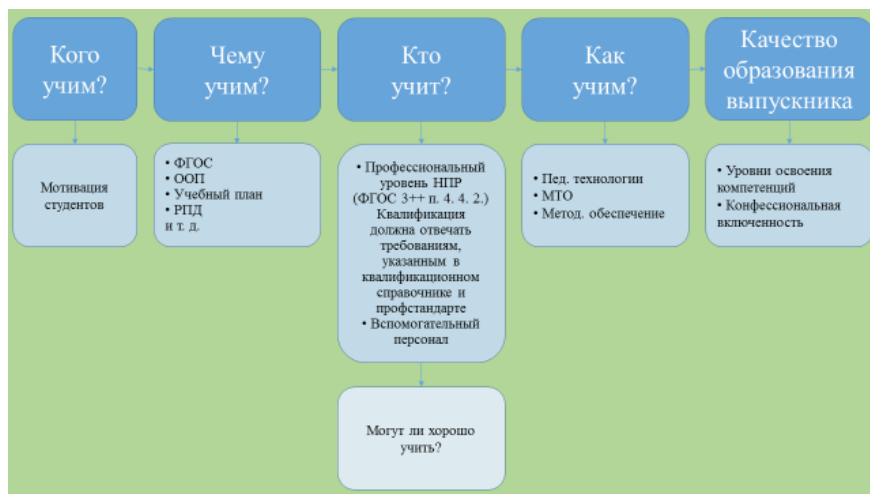 Кого
учим?
Чему
учим?
Кто
учит?
Как
учим?
Качество
образования
выпускника
Мотивация
студентов
• ФГОС
• ООП
• Учебный план
• РПД
и т. д.
• Профессиональный
уровень НПР
(ФГОС 3++ п. 4. 4. 2.)
Квалификация
должна отвечать
требованиям,
указанным в
квалификационном
справочнике и
профстандарте
• Вспомогательный
персонал
• Пед. технологии
• МТО
• Метод. обеспечение
• Уровни освоения
компетенций
• Конфессиональная
включенность
Могут ли хорошо
учить?